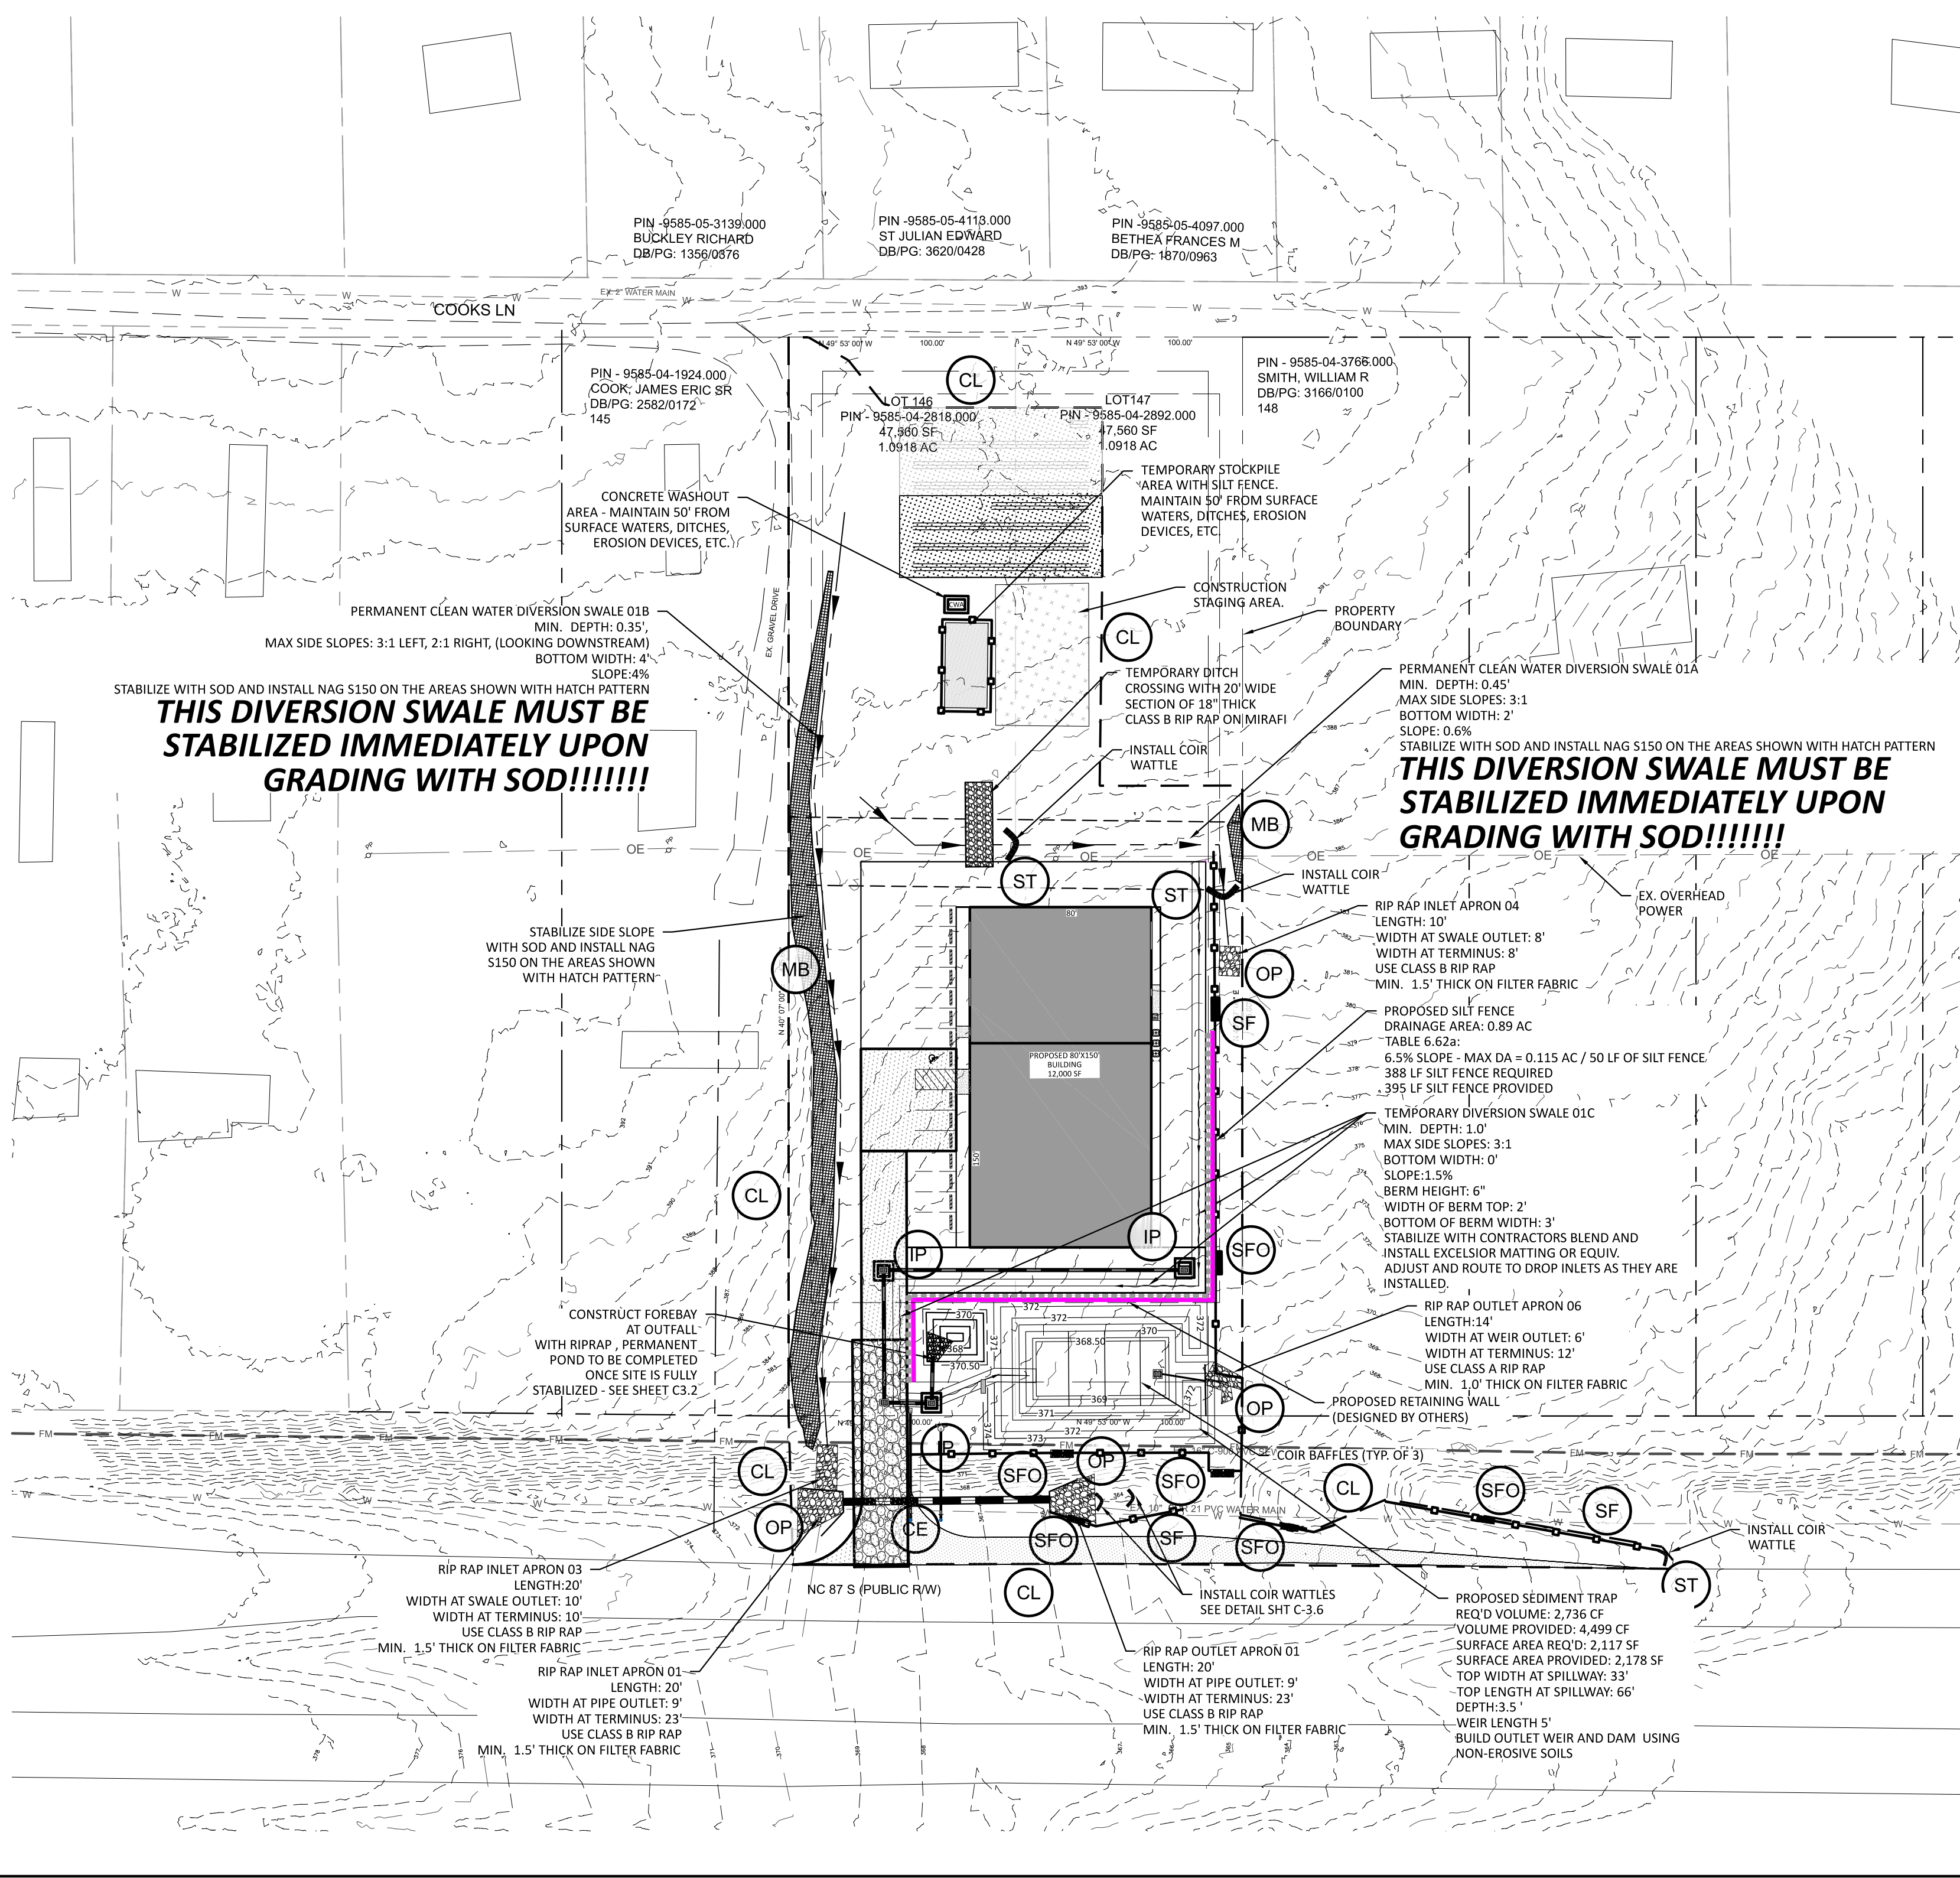 PIN -9585-05-3139.000
BUCKLEY RICHARD
DB/PG: 1356/0376
PIN -9585-05-4113.000
ST JULIAN EDWARD
DB/PG: 3620/0428
PIN -9585-05-4097.000
BETHEA FRANCES M
DB/PG: 1870/0963
EX. 2" WATER MAIN
COOKS LN
N 49° 53' 00" W
100.00'
N 49° 53' 00" W
100.00'
PIN - 9585-04-1924.000
COOK, JAMES ERIC SR
DB/PG: 2582/0172
145
CL
LOT 146
PIN - 9585-04-2818.000
47,560 SF
1.0918 AC
LOT147
PIN - 9585-04-2892.000
47,560 SF
1.0918 AC
PIN - 9585-04-3766.000
SMITH, WILLIAM R
DB/PG: 3166/0100
148
CONCRETE WASHOUT
AREA - MAINTAIN 50' FROM
SURFACE WATERS, DITCHES,
EROSION DEVICES, ETC.
TEMPORARY STOCKPILE
AREA WITH SILT FENCE.
MAINTAIN 50' FROM SURFACE
WATERS, DITCHES, EROSION
DEVICES, ETC.
CONSTRUCTION
STAGING AREA.
PROPERTY
BOUNDARY
CWA
CL
EX. GRAVEL DRIVE
PERMANENT CLEAN WATER DIVERSION SWALE 01B
MIN. DEPTH: 0.35',
MAX SIDE SLOPES: 3:1 LEFT, 2:1 RIGHT, (LOOKING DOWNSTREAM)
BOTTOM WIDTH: 4'
SLOPE:4%
STABILIZE WITH SOD AND INSTALL NAG S150 ON THE AREAS SHOWN WITH HATCH PATTERN
THIS DIVERSION SWALE MUST BE
STABILIZED IMMEDIATELY UPON
GRADING WITH SOD!!!!!!!
TEMPORARY DITCH
CROSSING WITH 20' WIDE
SECTION OF 18" THICK
CLASS B RIP RAP ON MIRAFI
INSTALL COIR
WATTLE
PERMANENT CLEAN WATER DIVERSION SWALE 01A
MIN. DEPTH: 0.45'
MAX SIDE SLOPES: 3:1
BOTTOM WIDTH: 2'
SLOPE: 0.6%
STABILIZE WITH SOD AND INSTALL NAG S150 ON THE AREAS SHOWN WITH HATCH PATTERN
THIS DIVERSION SWALE MUST BE
STABILIZED IMMEDIATELY UPON
GRADING WITH SOD!!!!!!!
MB
OE
OE
OE
OE
OE
OE
ST
ST
INSTALL COIR
WATTLE
EX. OVERHEAD
POWER
80'
STABILIZE SIDE SLOPE
WITH SOD AND INSTALL NAG
S150 ON THE AREAS SHOWN
WITH HATCH PATTERN
MB
N 40° 07' 00"
RIP RAP INLET APRON 04
LENGTH: 10'
WIDTH AT SWALE OUTLET: 8'
WIDTH AT TERMINUS: 8'
USE CLASS B RIP RAP
MIN. 1.5' THICK ON FILTER FABRIC
OP
SF
PROPOSED SILT FENCE
DRAINAGE AREA: 0.89 AC
TABLE 6.62a:
6.5% SLOPE - MAX DA = 0.115 AC / 50 LF OF SILT FENCE
388 LF SILT FENCE REQUIRED
395 LF SILT FENCE PROVIDED
PROPOSED 80'X150'
BUILDING
12,000 SF
150'
TEMPORARY DIVERSION SWALE 01C
MIN. DEPTH: 1.0'
MAX SIDE SLOPES: 3:1
BOTTOM WIDTH: 0'
SLOPE:1.5%
BERM HEIGHT: 6"
WIDTH OF BERM TOP: 2'
BOTTOM OF BERM WIDTH: 3'
STABILIZE WITH CONTRACTORS BLEND AND
INSTALL EXCELSIOR MATTING OR EQUIV.
ADJUST AND ROUTE TO DROP INLETS AS THEY ARE
INSTALLED.
CL
IP
IP
SFO
CONSTRUCT FOREBAY
AT OUTFALL
WITH RIPRAP , PERMANENT
POND TO BE COMPLETED
ONCE SITE IS FULLY
STABILIZED - SEE SHEET C3.2
370
368
370.50
371
372
372
368.50
370
372
369
371
372
373
374
372
RIP RAP OUTLET APRON 06
LENGTH:14'
WIDTH AT WEIR OUTLET: 6'
WIDTH AT TERMINUS: 12'
USE CLASS A RIP RAP
MIN. 1.0' THICK ON FILTER FABRIC
PROPOSED RETAINING WALL
(DESIGNED BY OTHERS)
N 49° 53' 00" W
100.00'
OP
COIR BAFFLES (TYP. OF 3)
FM
FM
FM
FM
FM
FM
FM
FM
CL
IP
SFO
OP
SFO
CL
SFO
SF
OP
CE
SFO
SF
SFO
INSTALL COIR
WATTLE
ST
NC 87 S (PUBLIC R/W)
CL
INSTALL COIR WATTLES
SEE DETAIL SHT C-3.6
RIP RAP INLET APRON 03
LENGTH:20'
WIDTH AT SWALE OUTLET: 10'
WIDTH AT TERMINUS: 10'
USE CLASS B RIP RAP
MIN. 1.5' THICK ON FILTER FABRIC
RIP RAP INLET APRON 01
LENGTH: 20'
WIDTH AT PIPE OUTLET: 9'
WIDTH AT TERMINUS: 23'
USE CLASS B RIP RAP
MIN. 1.5' THICK ON FILTER FABRIC
RIP RAP OUTLET APRON 01
LENGTH: 20'
WIDTH AT PIPE OUTLET: 9'
WIDTH AT TERMINUS: 23'
USE CLASS B RIP RAP
MIN. 1.5' THICK ON FILTER FABRIC
PROPOSED SEDIMENT TRAP
REQ'D VOLUME: 2,736 CF
VOLUME PROVIDED: 4,499 CF
SURFACE AREA REQ'D: 2,117 SF
SURFACE AREA PROVIDED: 2,178 SF
TOP WIDTH AT SPILLWAY: 33'
TOP LENGTH AT SPILLWAY: 66'
DEPTH:3.5 '
WEIR LENGTH 5'
BUILD OUTLET WEIR AND DAM USING
NON-EROSIVE SOILS